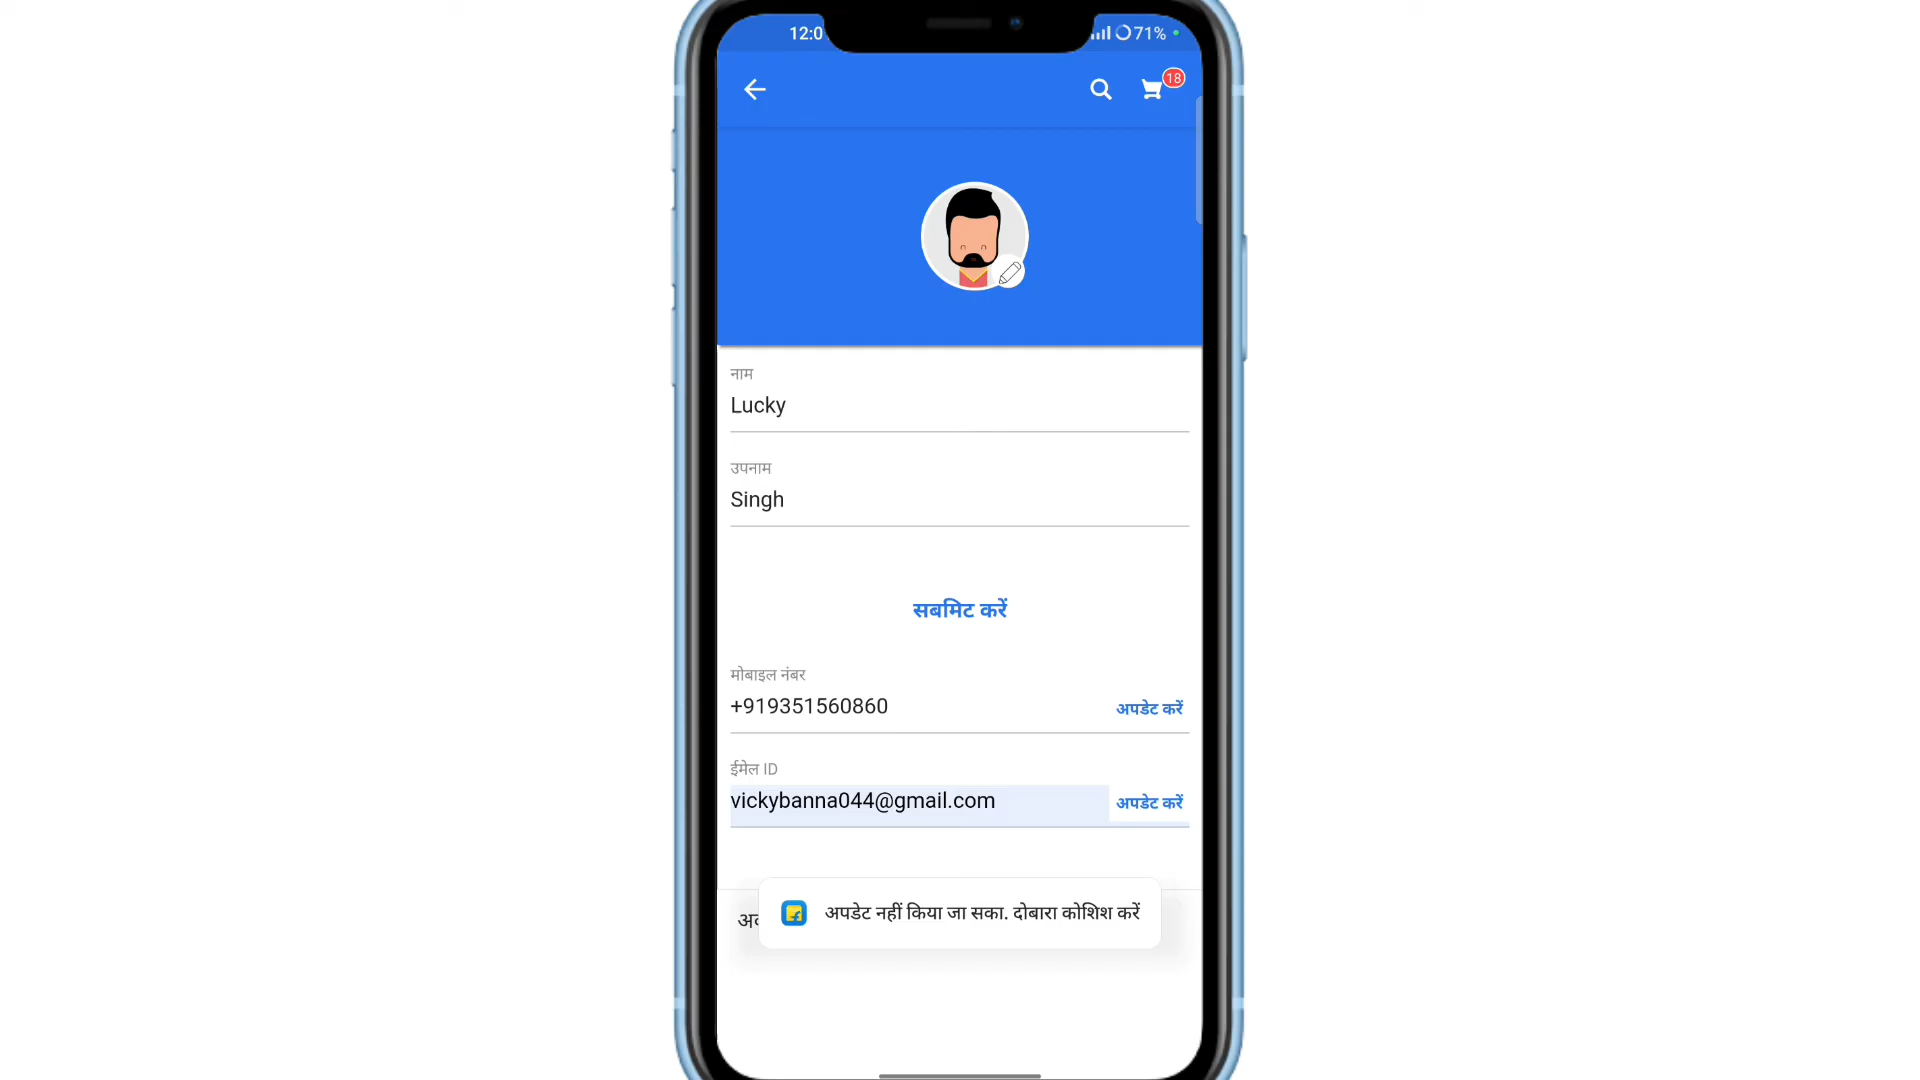 12:0
71%
18
नाम
Lucky
उपनाम
Singh
सबमिट करें
मोबाइल नंबर
+919351560860
अपडेट करें
ईमेल ID
vickybanna044@gmail.com
अपडेट करें
अपडेट नहीं किया जा सका. दोबारा कोशिश करें